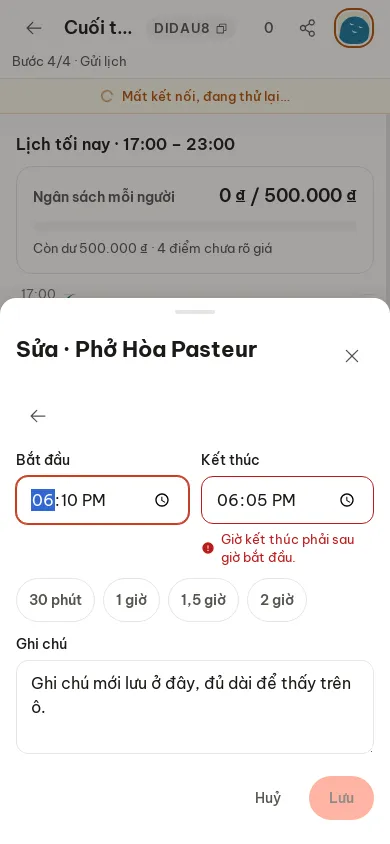 Cuối t...
DIDAU8
0
Bước 4/4 · Gửi lịch
Mất kết nối, đang thử lại...
Lịch tối nay · 17:00 – 23:00
Ngân sách mỗi người
0 ₫ / 500.000 ₫
Còn dư 500.000 ₫ · 4 điểm chưa rõ giá
17:00
Sửa · Phở Hòa Pasteur
Bắt đầu
Kết thúc
06:10 PM
06:05 PM
Giờ kết thúc phải sau
giờ bắt đầu.
30 phút
1 giờ
1,5 giờ
2 giờ
Ghi chú
Ghi chú mới lưu ở đây, đủ dài để thấy trên
ô.
Huỷ
Lưu